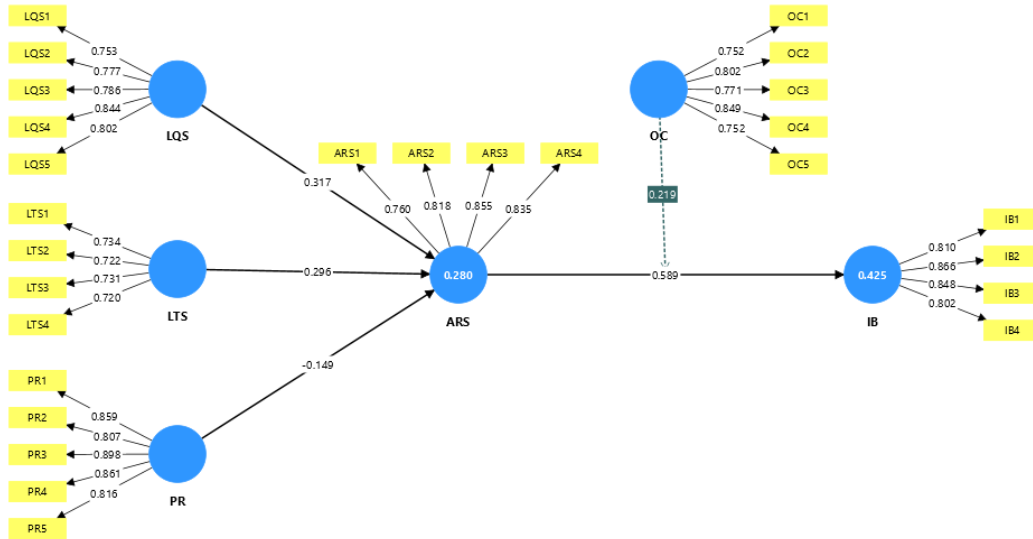 LQS1
LQS2
LQS3
LQS4
LQS5
0.753
0.777
0.786
0.844
0.802
LQS
0.317
LTS1
LTS2
LTS3
LTS4
0.734
0.722
0.731
0.720
LTS
0.296
PR1
PR2
PR3
PR4
PR5
0.859
0.807
0.898
0.861
0.816
PR
-0.149
ARS1
ARS2
ARS3
ARS4
0.760
0.818
0.855
0.835
0.280
ARS
0.589
OC1
OC2
OC3
OC4
OC5
0.752
0.802
0.771
0.849
0.752
OC
0.219
0.425
IB
0.810
0.866
0.848
0.802
IB1
IB2
IB3
IB4